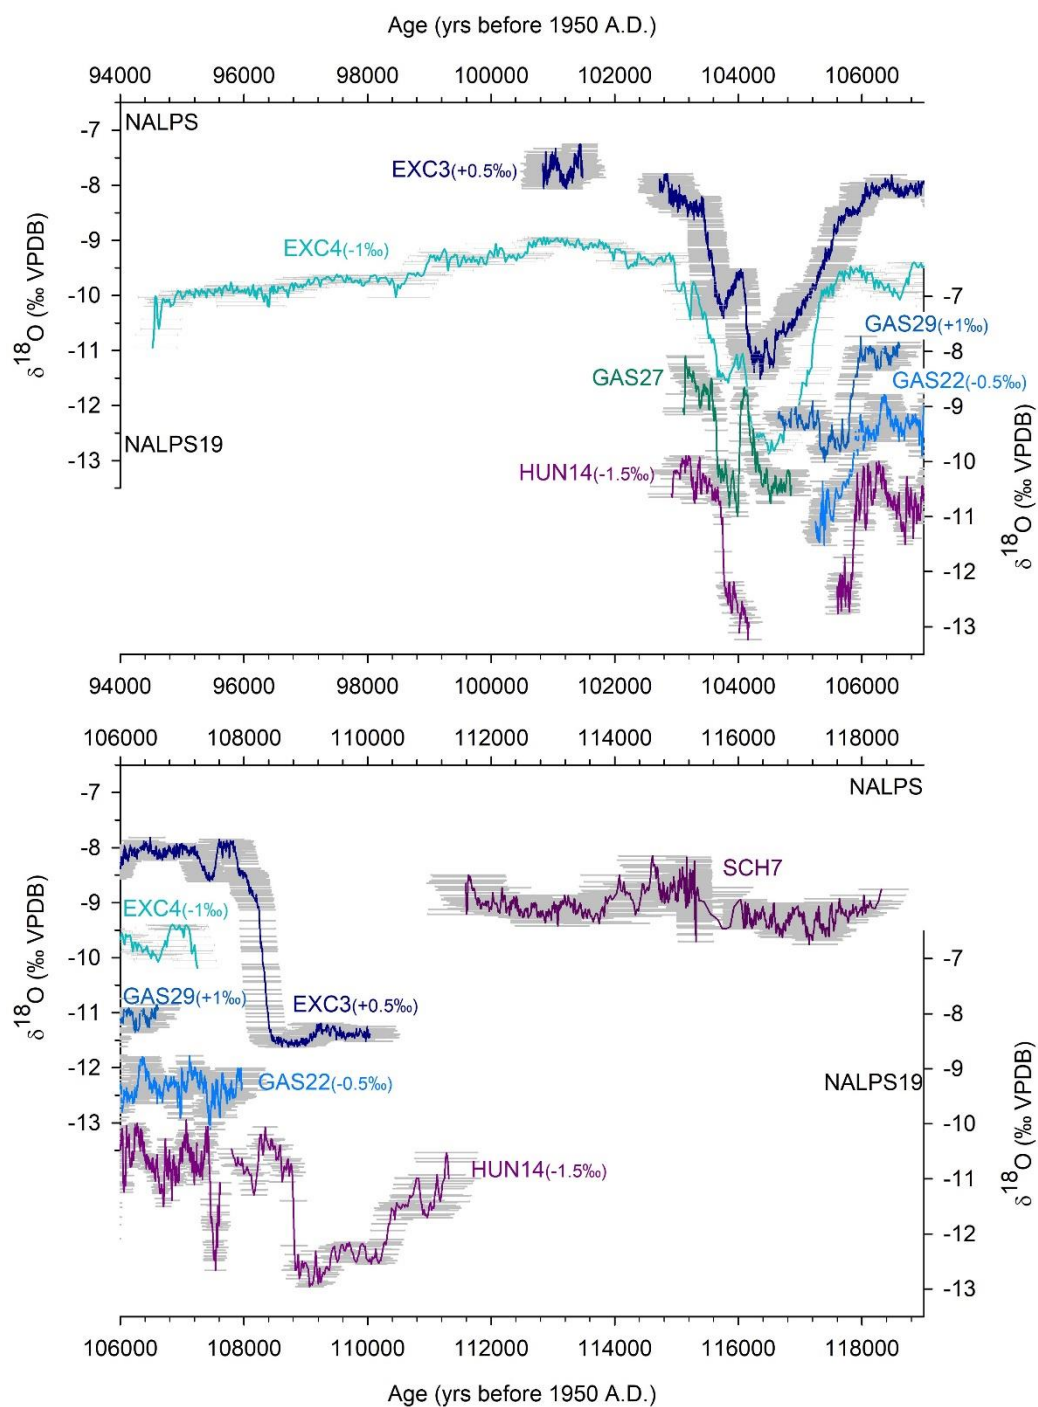 Age (yrs before 1950 A.D.)
94000 96000 98000 100000 102000 104000 106000
NALPS
-7
-8
-9
-10
-11
-12
-13
δ18O (‰ VPDB)
EXC3(+0.5‰)
EXC4(-1‰)
GAS29(+1‰)
GAS22(-0.5‰)
GAS27
HUN14(-1.5‰)
NALPS19
-7
-8
-9
-10
-11
-12
-13
δ18O (‰ VPDB)
94000 96000 98000 100000 102000 104000 106000
106000 108000 110000 112000 114000 116000 118000
NALPS
-7
-8
-9
-10
-11
-12
-13
δ18O (‰ VPDB)
SCH7
EXC4(-1‰)
GAS29(+1‰)
EXC3(+0.5‰)
GAS22(-0.5‰)
NALPS19
HUN14(-1.5‰)
-7
-8
-9
-10
-11
-12
-13
δ18O (‰ VPDB)
106000 108000 110000 112000 114000 116000 118000
Age (yrs before 1950 A.D.)